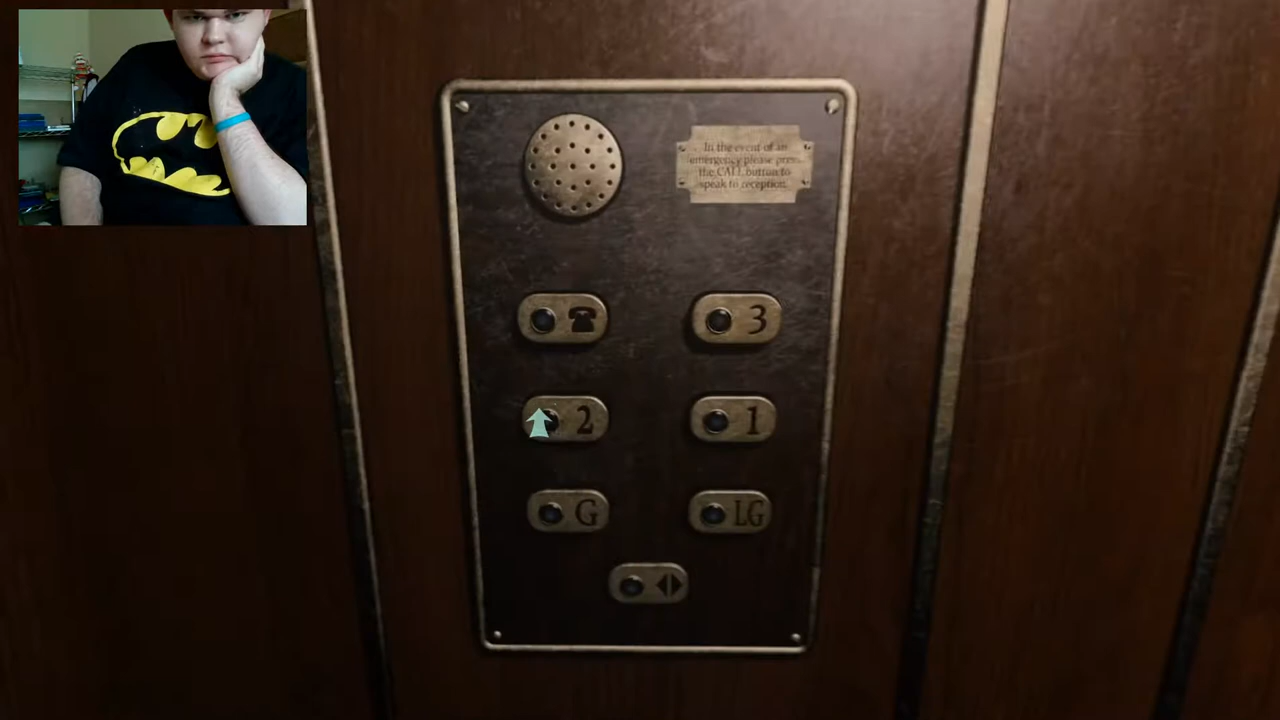 In the event of an
emergency please press
the CALL button to
speak to reception.
3
2
1
G
LG